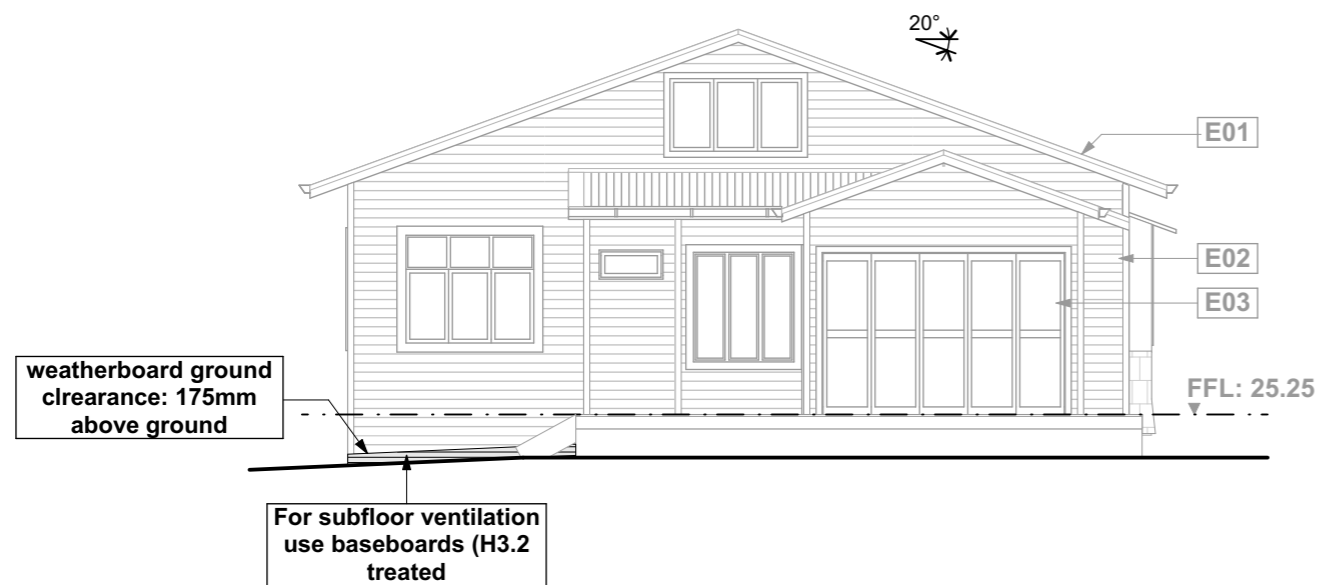 20°
E01
E02
E03
FFL: 25.25
weatherboard ground
clrearance: 175mm
above ground
For subfloor ventilation
use baseboards (H3.2
treated